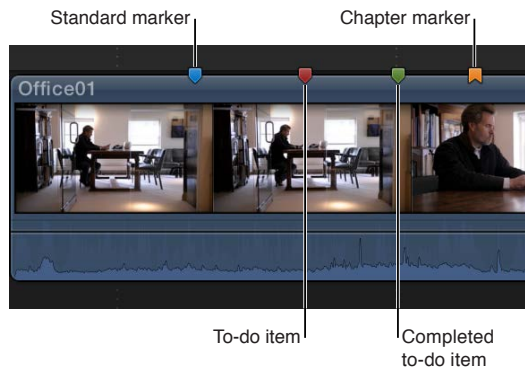 Standard marker
Chapter marker
Office01
To-do item
Completed
to-do item